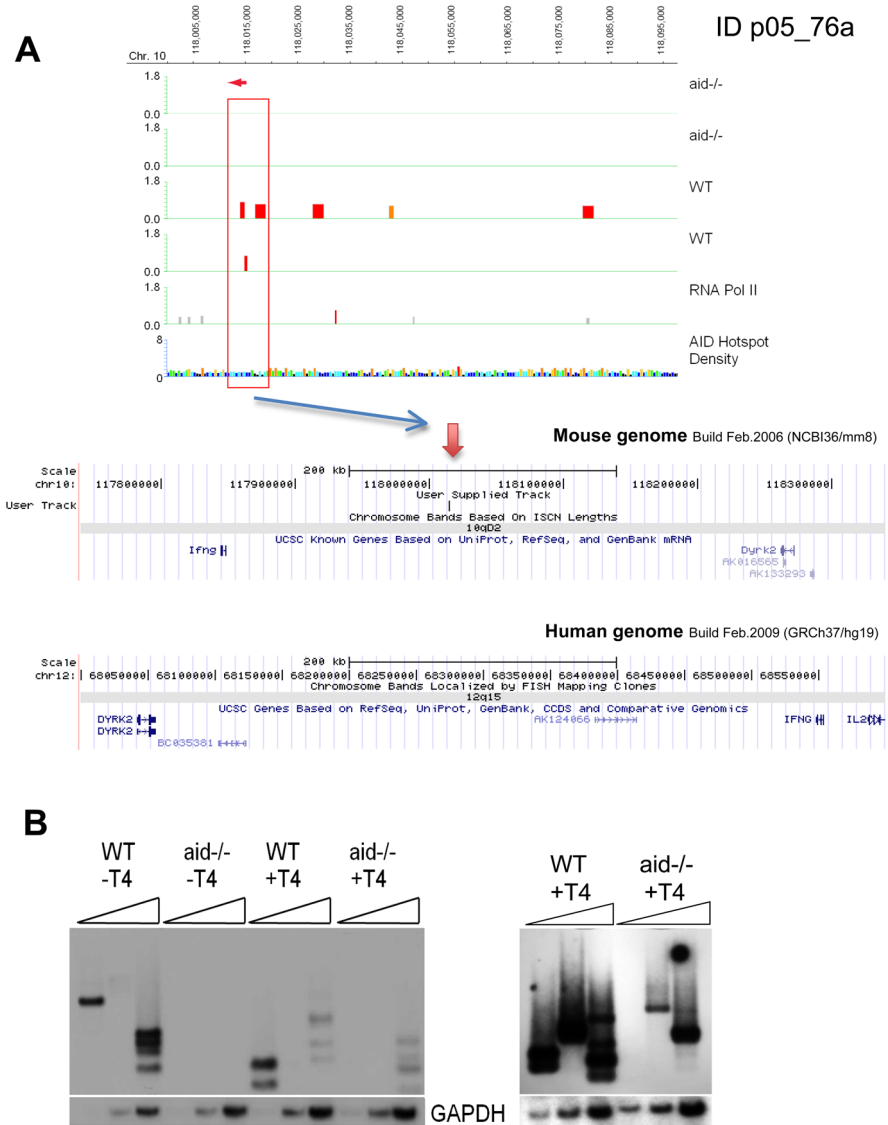 ID p05_76a
A
118,005,000 118,015,000 118,025,000 118,035,000 118,045,000 118,055,000 118,065,000 118,075,000 118,085,000 118,095,000
Chr. 10
1.8 aid-/-
0.0
1.8 aid-/-
0.0
1.8 WT
0.0
1.8 WT
0.0
1.8 RNA Pol II
0.0
8 AID Hotspot
Density
0
Mouse genome Build Feb.2006 (NCBI36/mm8)
Scale 200 kb
chr10: 117800000 117900000 118000000 118100000 118200000 118300000
User Supplied Track
User Track
Chromosome Bands Based On ISCN Lengths
10qD2
UCSC Known Genes Based on UniProt, RefSeq, and GenBank mRNA
Ifng Dyrk2
AK016565
AK133293
Human genome Build Feb.2009 (GRCh37/hg19)
Scale 200 kb
chr12: 68050000 68100000 68150000 68200000 68250000 68300000 68350000 68400000 68450000 68500000 68550000
Chromosome Bands Localized by FISH Mapping Clones
12q15
UCSC Genes Based on RefSeq, UniProt, GenBank, CCDS and Comparative Genomics
DYRK2 AK124066 IFNG
DYRK2
BC035381
B
WT aid-/- WT aid-/-
-T4 -T4 +T4 +T4
WT aid-/-
+T4 +T4
GAPDH